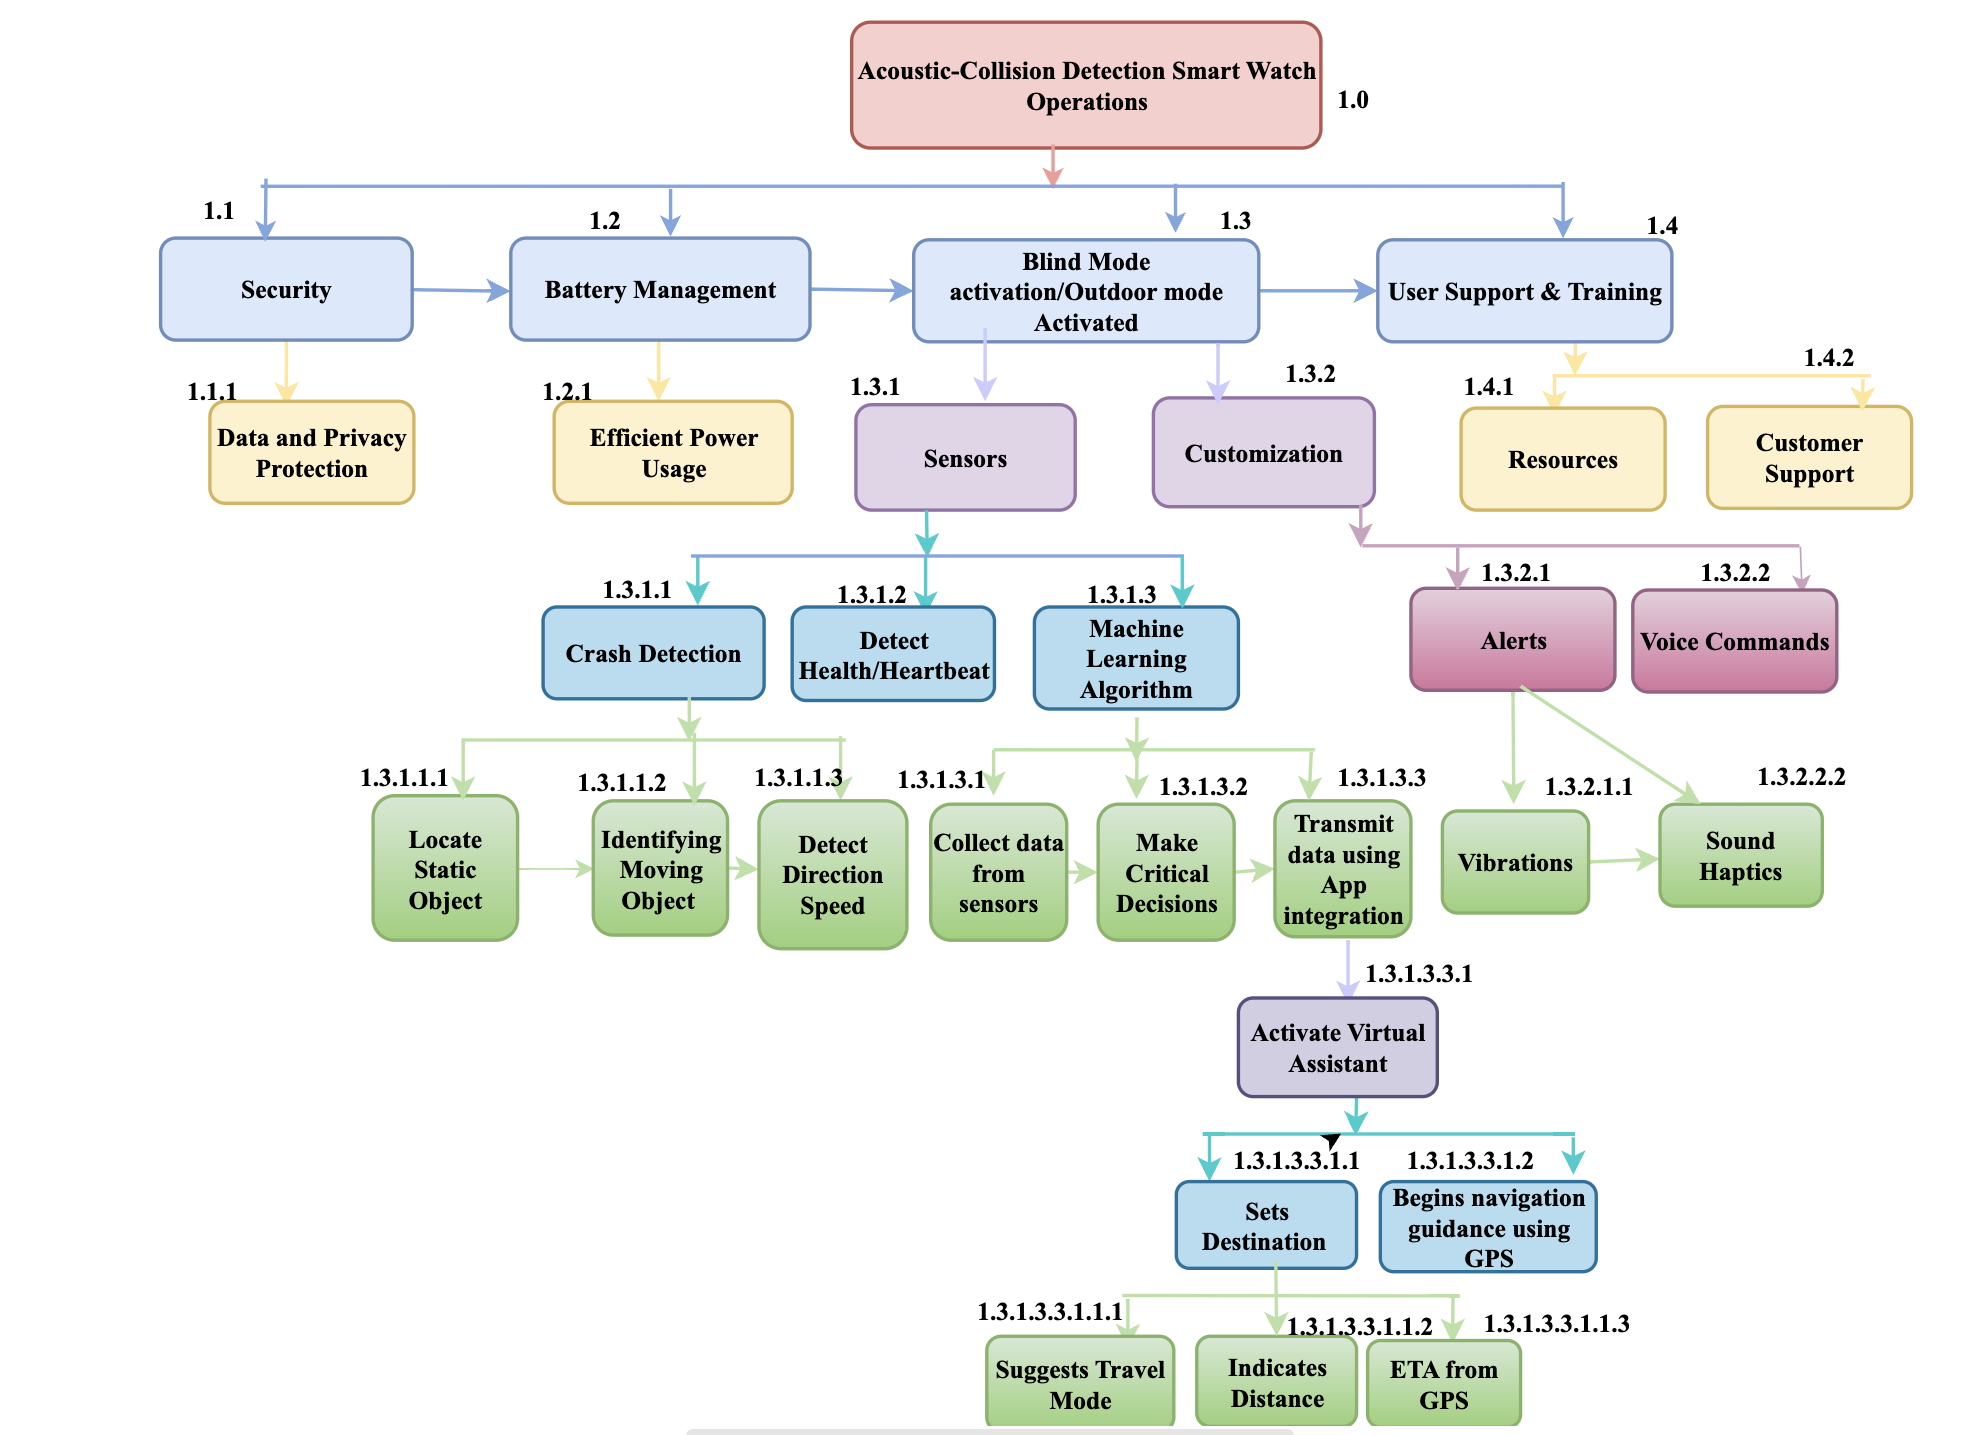 Acoustic-Collision Detection Smart Watch
Operations
1.0
1.1
1.2
1.3
1.4
Security
Battery Management
Blind Mode
activation/Outdoor mode
Activated
User Support & Training
1.1.1
1.2.1
1.3.1
1.3.2
1.4.1
1.4.2
Data and Privacy
Protection
Efficient Power
Usage
Sensors
Customization
Resources
Customer
Support
1.3.1.1
1.3.1.2
1.3.1.3
1.3.2.1
1.3.2.2
Crash Detection
Detect
Health/Heartbeat
Machine
Learning
Algorithm
Alerts
Voice Commands
1.3.1.1.1
1.3.1.1.2
1.3.1.1.3
1.3.1.3.1
1.3.1.3.2
1.3.1.3.3
1.3.2.1.1
1.3.2.2.2
Locate
Static
Object
Identifying
Moving
Object
Detect
Direction
Speed
Collect data
from
sensors
Make
Critical
Decisions
Transmit
data using
App
integration
Vibrations
Sound
Haptics
1.3.1.3.3.1
Activate Virtual
Assistant
1.3.1.3.3.1.1
1.3.1.3.3.1.2
Sets
Destination
Begins navigation
guidance using
GPS
1.3.1.3.3.1.1.1
1.3.1.3.3.1.1.2
1.3.1.3.3.1.1.3
Suggests Travel
Mode
Indicates
Distance
ETA from
GPS